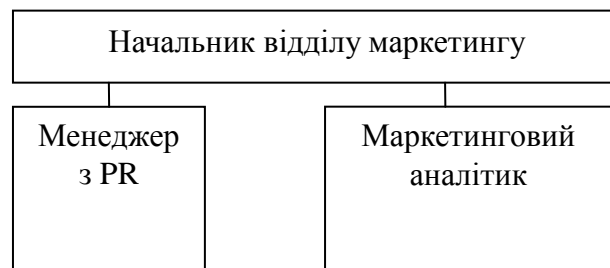 Начальник відділу маркетингу
Менеджер
з PR
Маркетинговий
аналітик